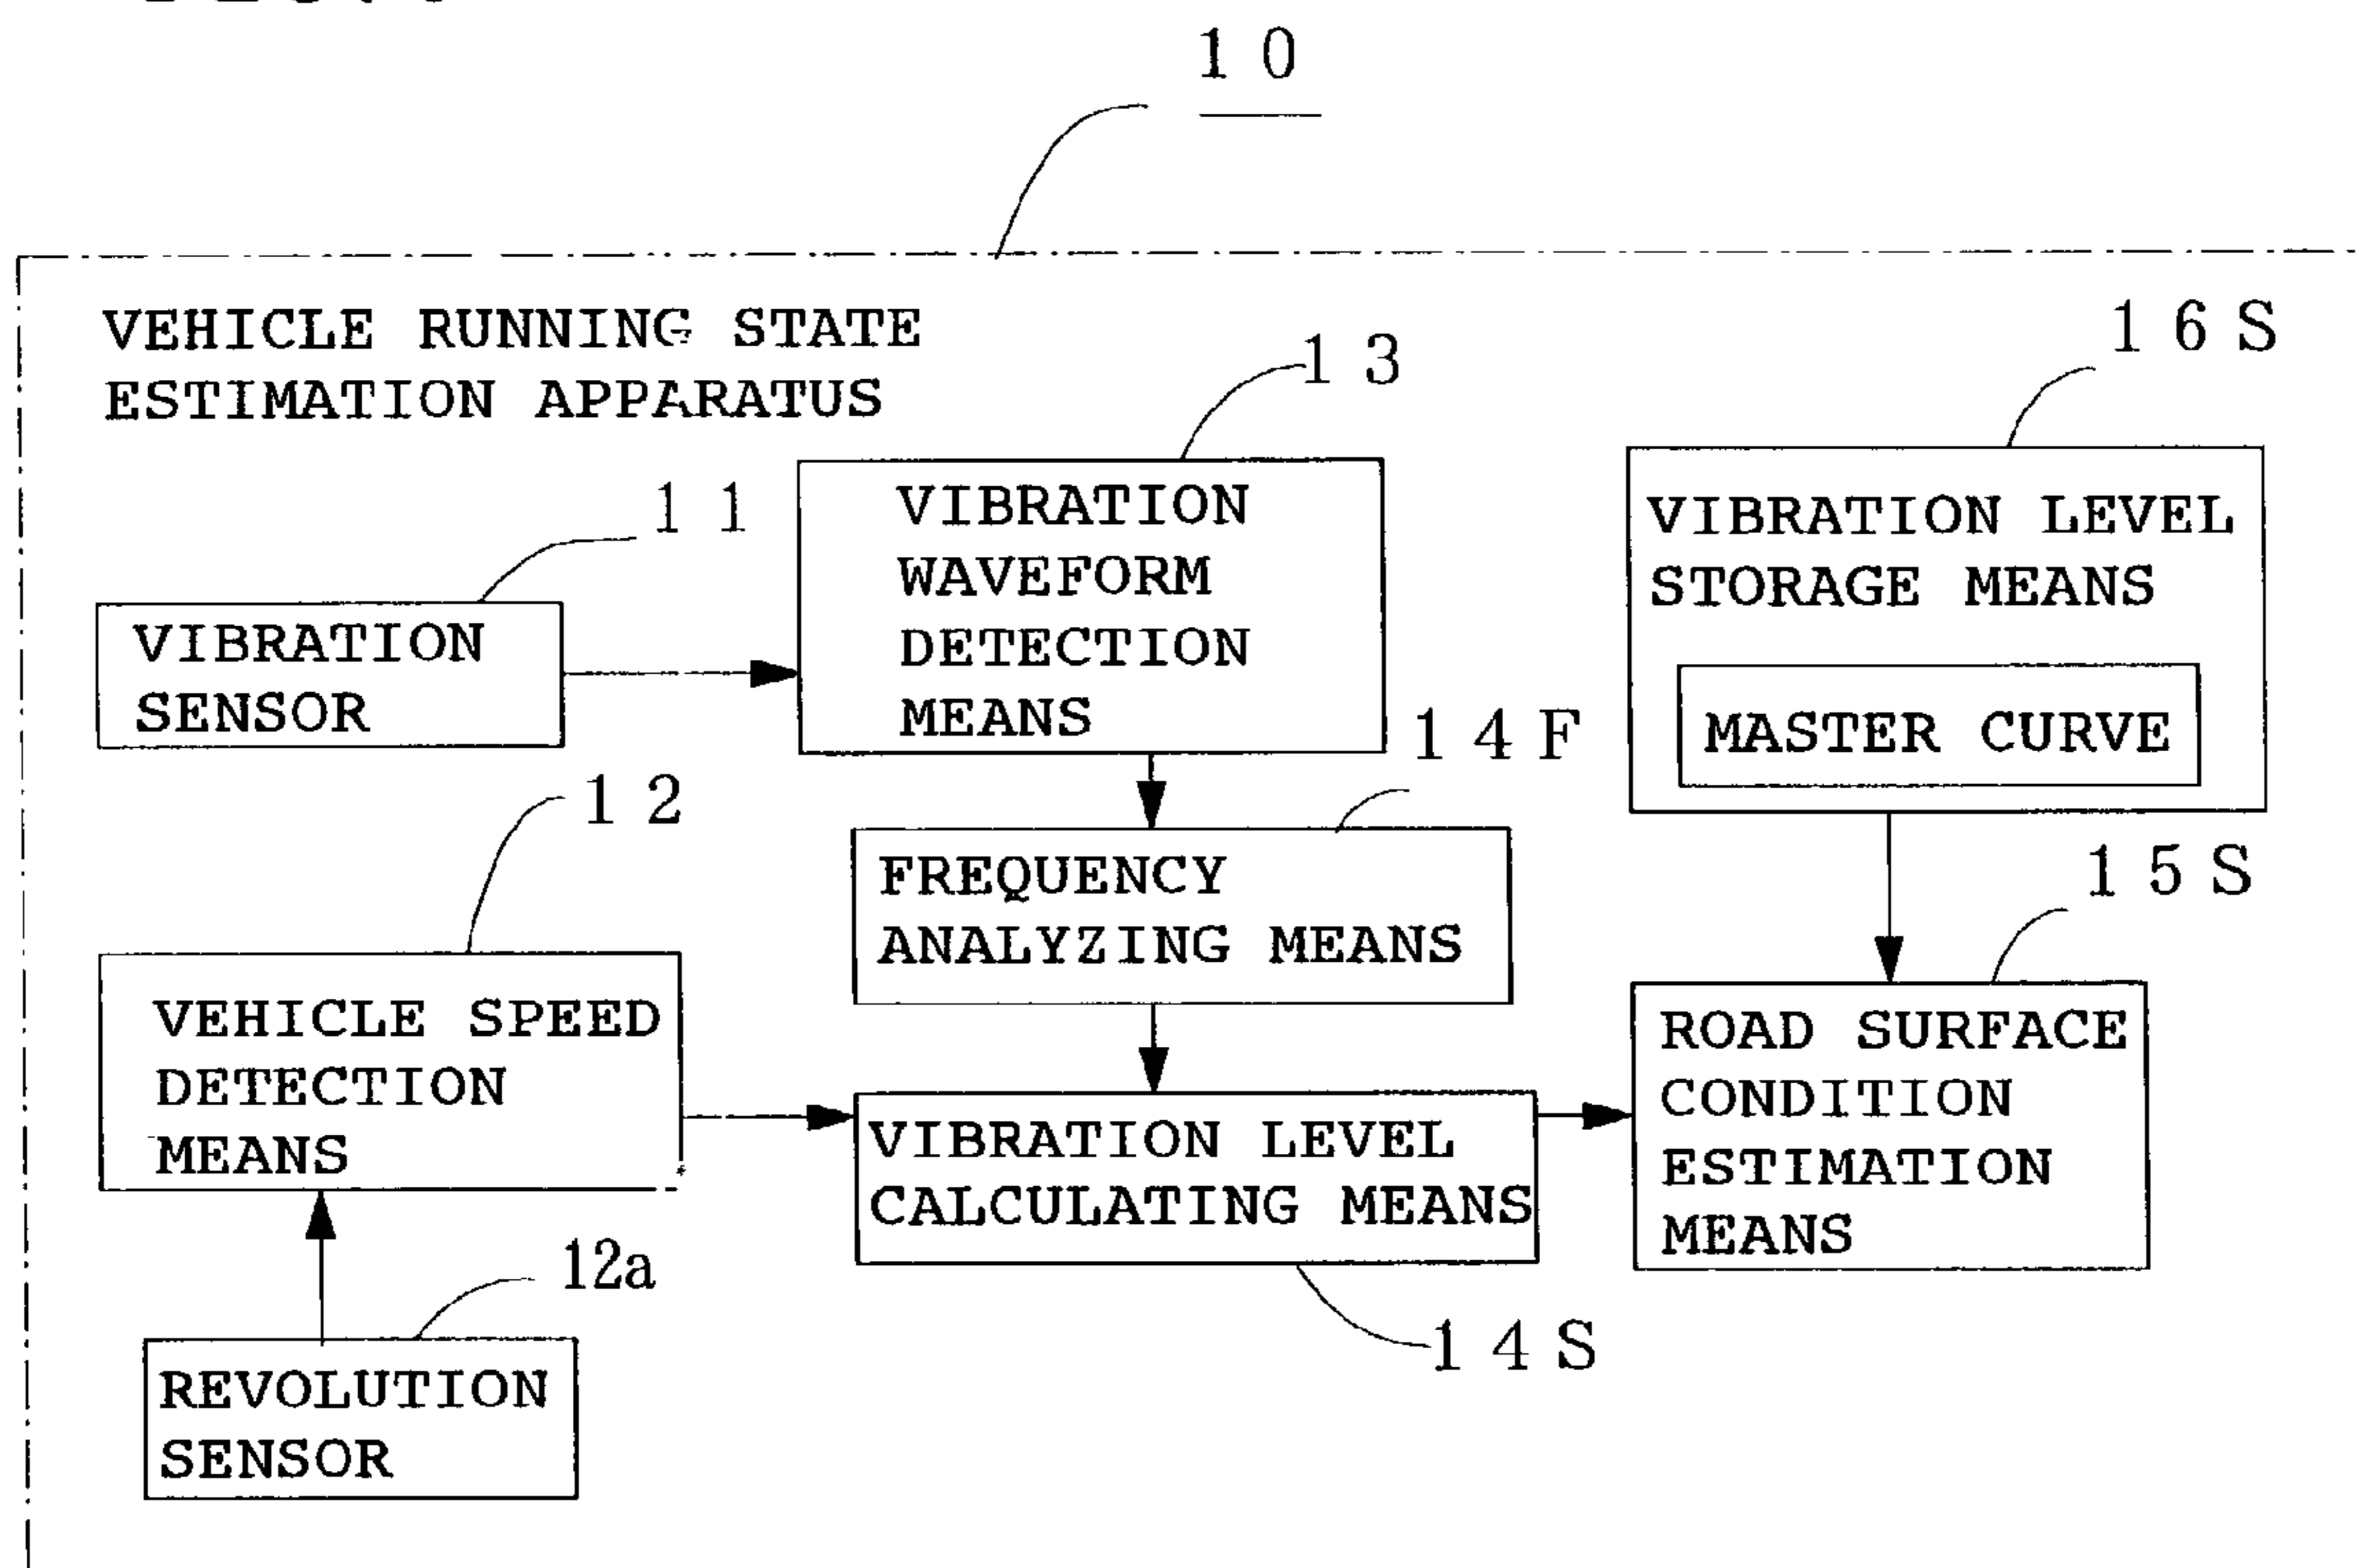 10
VEHICLE RUNNING STATE
ESTIMATION APPARATUS
11
VIBRATION
SENSOR
13
VIBRATION
WAVEFORM
DETECTION
MEANS
16S
VIBRATION LEVEL
STORAGE MEANS
MASTER CURVE
12
VEHICLE SPEED
DETECTION
MEANS
14F
FREQUENCY
ANALYZING MEANS
15S
ROAD SURFACE
CONDITION
ESTIMATION
MEANS
VIBRATION LEVEL
CALCULATING MEANS
14S
12a
REVOLUTION
SENSOR